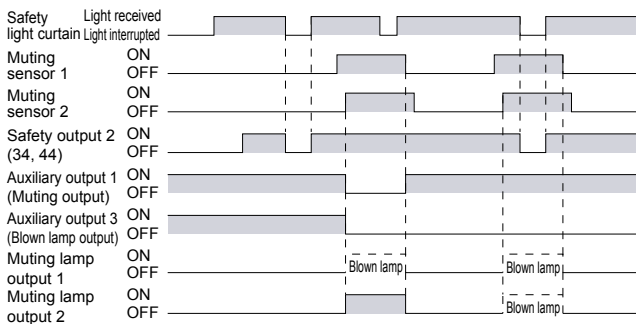 Safety Light received
light curtain Light interrupted
Muting ON
sensor 1 OFF
Muting ON
sensor 2 OFF
Safety output 2 ON
(34, 44) OFF
Auxiliary output 1 ON
(Muting output) OFF
Auxiliary output 3 ON
(Blown lamp output) OFF
Muting lamp ON
output 1 OFF Blown lamp Blown lamp
Muting lamp ON
output 2 OFF Blown lamp